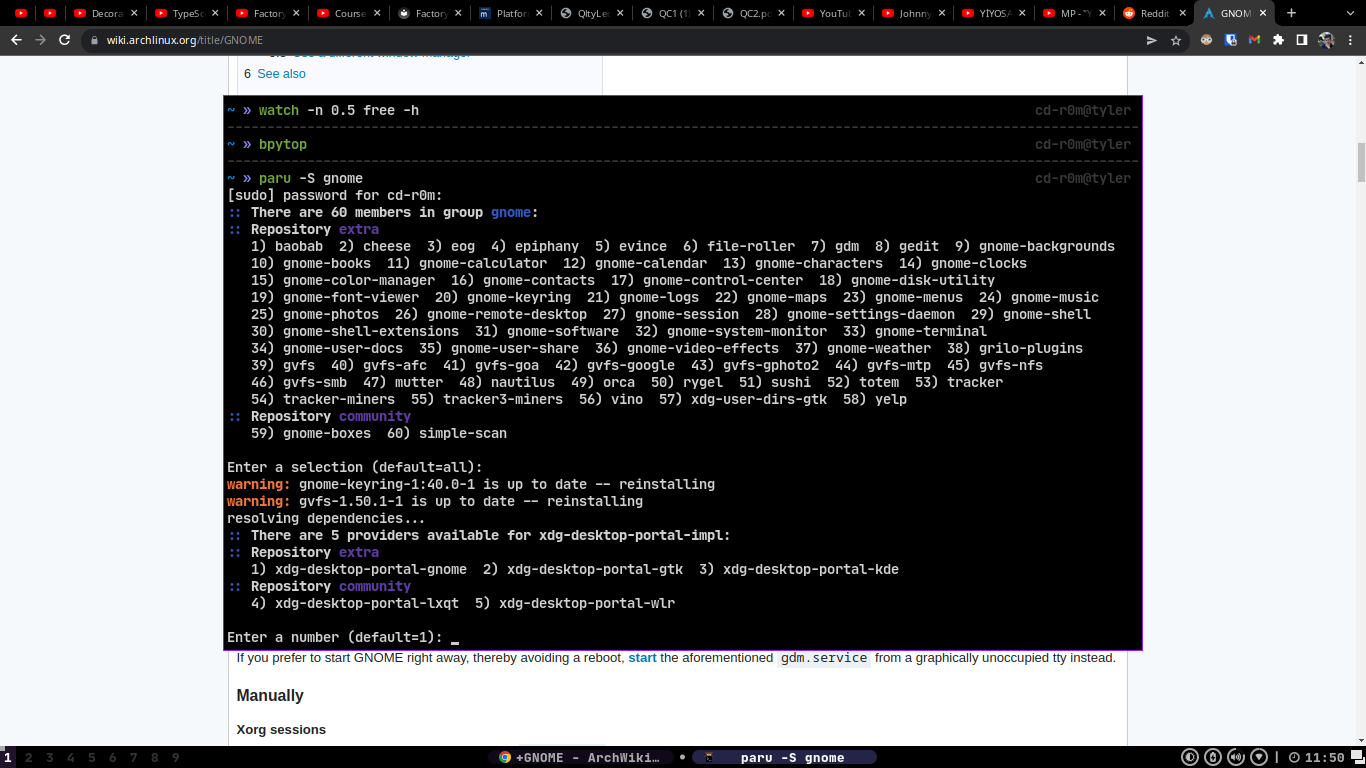 Decora
TypeSc
Factory
Course
Factory
Platfor
QltyLe
QC1 (1)
QC2.pd
YouTub
Johnny
YİYOSA
MP - "Y
Reddit
GNOM
wiki.archlinux.org/title/GNOME
6 See also
~ » watch -n 0.5 free -h cd-r0m@tyler
~ » bpytop cd-r0m@tyler
~ » paru -S gnome cd-r0m@tyler
[sudo] password for cd-r0m:
:: There are 60 members in group gnome:
:: Repository extra
1) baobab 2) cheese 3) eog 4) epiphany 5) evince 6) file-roller 7) gdm 8) gedit 9) gnome-backgrounds
10) gnome-books 11) gnome-calculator 12) gnome-calendar 13) gnome-characters 14) gnome-clocks
15) gnome-color-manager 16) gnome-contacts 17) gnome-control-center 18) gnome-disk-utility
19) gnome-font-viewer 20) gnome-keyring 21) gnome-logs 22) gnome-maps 23) gnome-menus 24) gnome-music
25) gnome-photos 26) gnome-remote-desktop 27) gnome-session 28) gnome-settings-daemon 29) gnome-shell
30) gnome-shell-extensions 31) gnome-software 32) gnome-system-monitor 33) gnome-terminal
34) gnome-user-docs 35) gnome-user-share 36) gnome-video-effects 37) gnome-weather 38) grilo-plugins
39) gvfs 40) gvfs-afc 41) gvfs-goa 42) gvfs-google 43) gvfs-gphoto2 44) gvfs-mtp 45) gvfs-nfs
46) gvfs-smb 47) mutter 48) nautilus 49) orca 50) rygel 51) sushi 52) totem 53) tracker
54) tracker-miners 55) tracker3-miners 56) vino 57) xdg-user-dirs-gtk 58) yelp
:: Repository community
59) gnome-boxes 60) simple-scan
Enter a selection (default=all):
warning: gnome-keyring-1:40.0-1 is up to date -- reinstalling
warning: gvfs-1.50.1-1 is up to date -- reinstalling
resolving dependencies...
:: There are 5 providers available for xdg-desktop-portal-impl:
:: Repository extra
1) xdg-desktop-portal-gnome 2) xdg-desktop-portal-gtk 3) xdg-desktop-portal-kde
:: Repository community
4) xdg-desktop-portal-lxqt 5) xdg-desktop-portal-wlr
Enter a number (default=1): _
If you prefer to start GNOME right away, thereby avoiding a reboot, start the aforementioned gdm.service from a graphically unoccupied tty instead.
Manually
Xorg sessions
1 2 3 4 5 6 7 8 9 +GNOME - ArchWiki… • paru -S gnome | 11:50